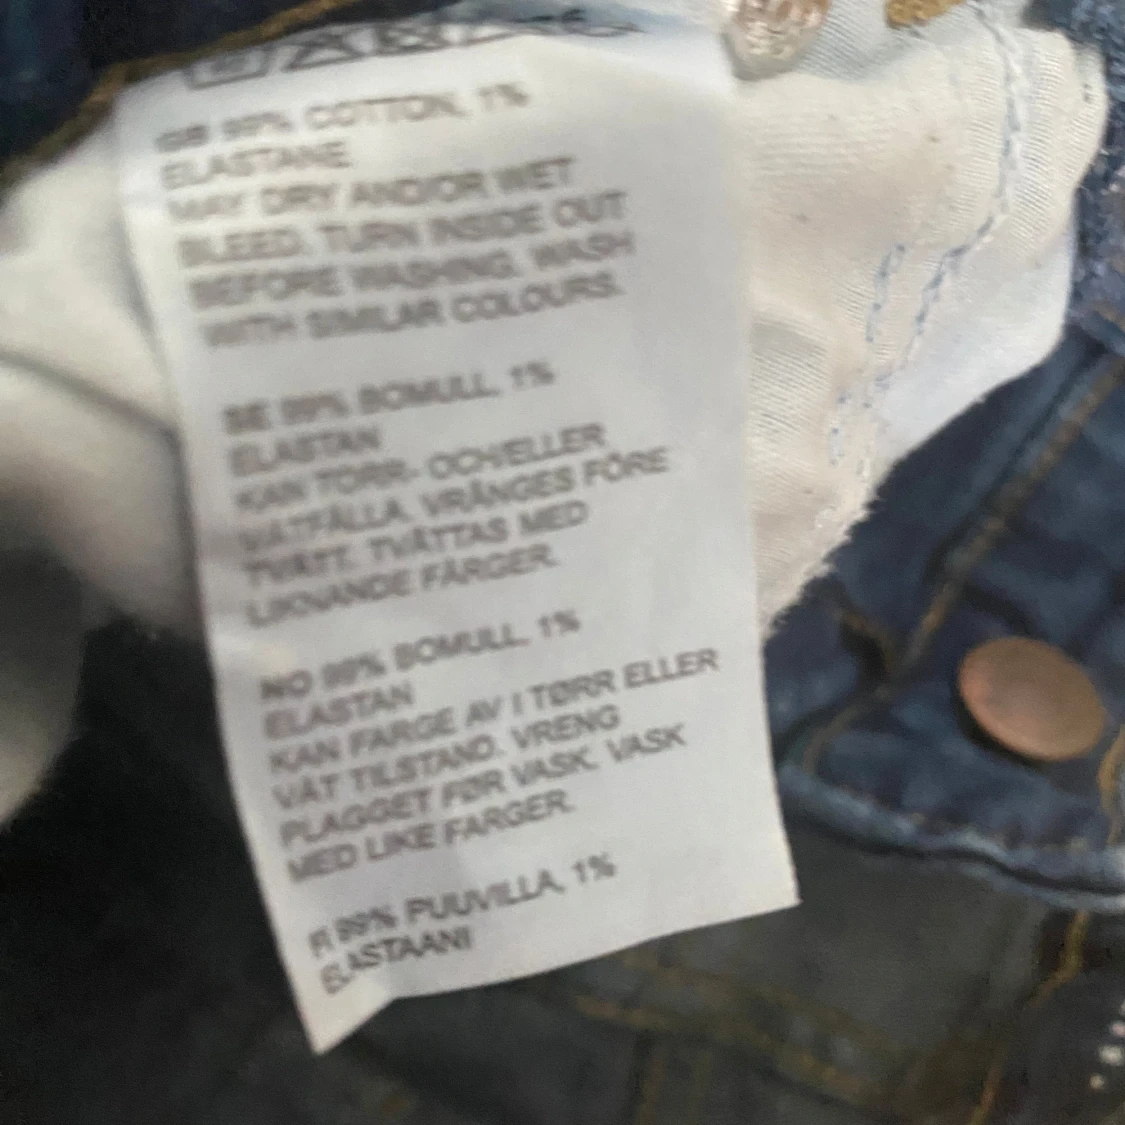 GB 99% COTTON, 1%
ELASTANE
MAY DRY AND/OR WET
BLEED. TURN INSIDE OUT
BEFORE WASHING. WASH
WITH SIMILAR COLOURS.
SE 99% BOMULL, 1%
ELASTAN
KAN TORR- OCH/ELLER
VÅTFÄLLA. VRÄNGES FÖRE
TVÄTT. TVÄTTAS MED
LIKNANDE FÄRGER.
NO 99% BOMULL, 1%
ELASTAN
KAN FARGE AV I TØRR ELLER
VÅT TILSTAND. VRENG
PLAGGET FØR VASK. VASK
MED LIKE FARGER.
FI 99% PUUVILLA, 1%
ELASTAANI